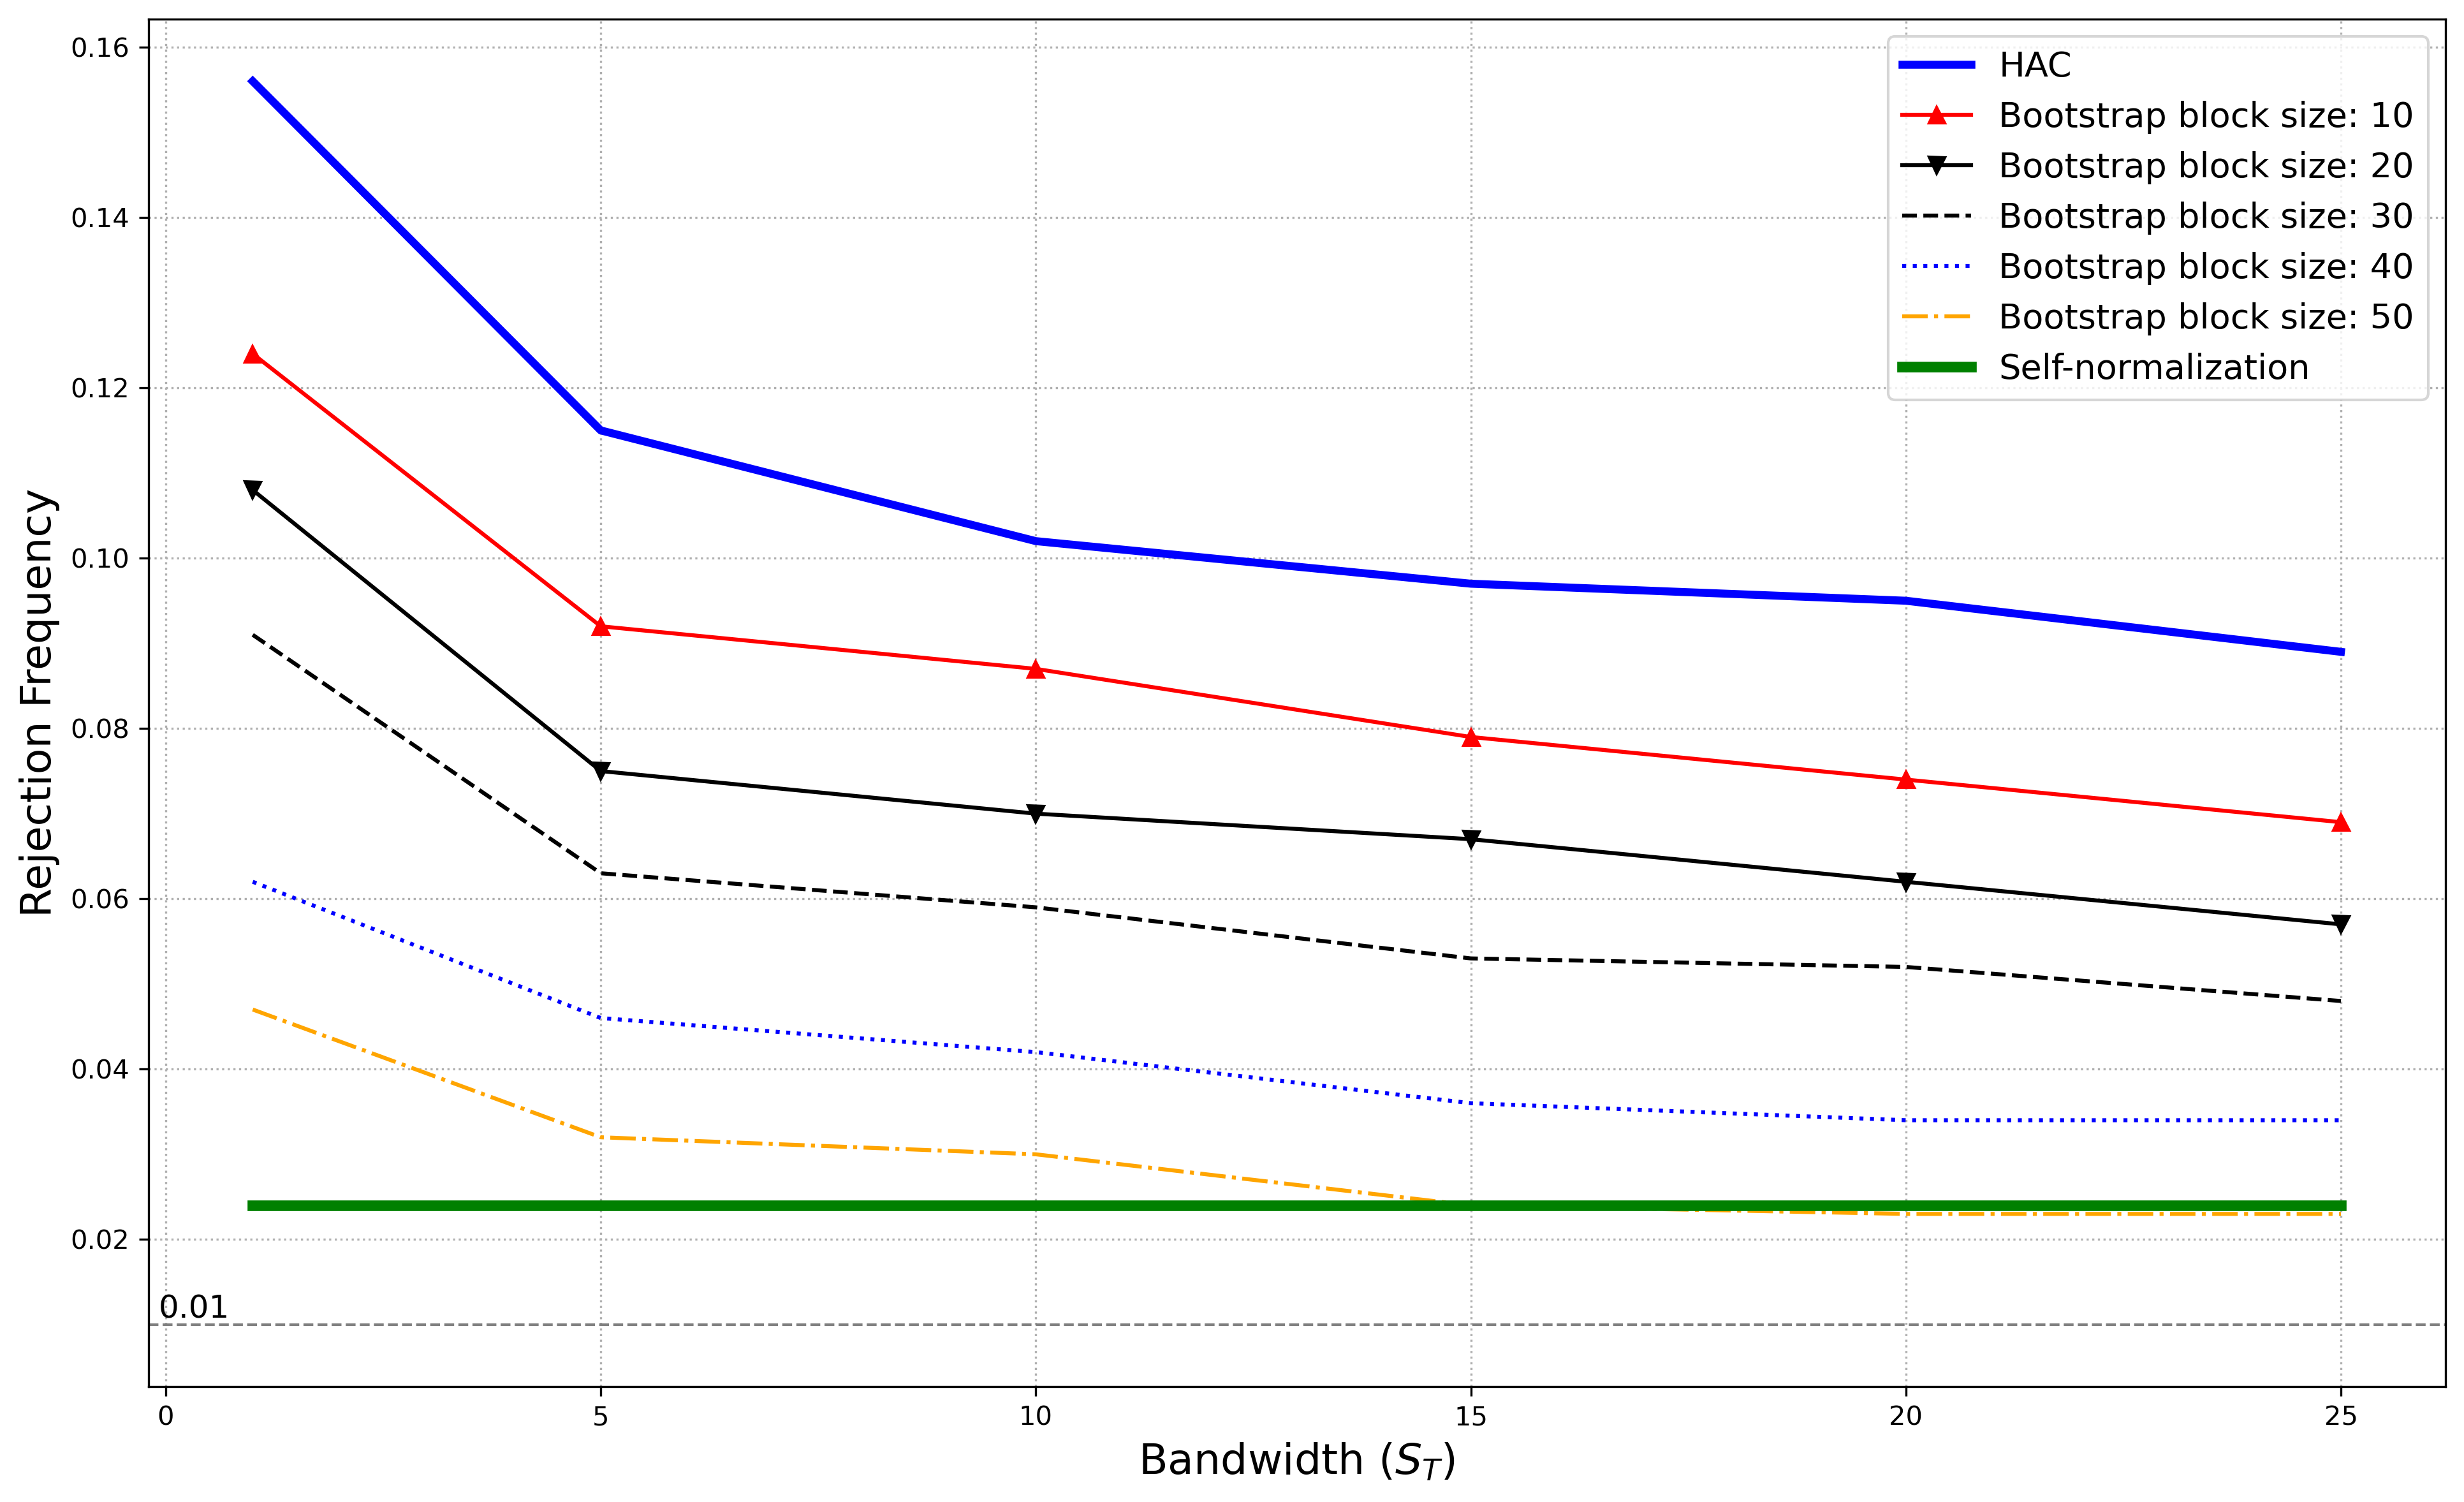 0.16
0.14
0.12
0.10
0.08
0.06
0.04
0.02
Rejection Frequency
HAC
Bootstrap block size: 10
Bootstrap block size: 20
Bootstrap block size: 30
Bootstrap block size: 40
Bootstrap block size: 50
Self-normalization
0.01
0 5 10 15 20 25
Bandwidth (S_T)